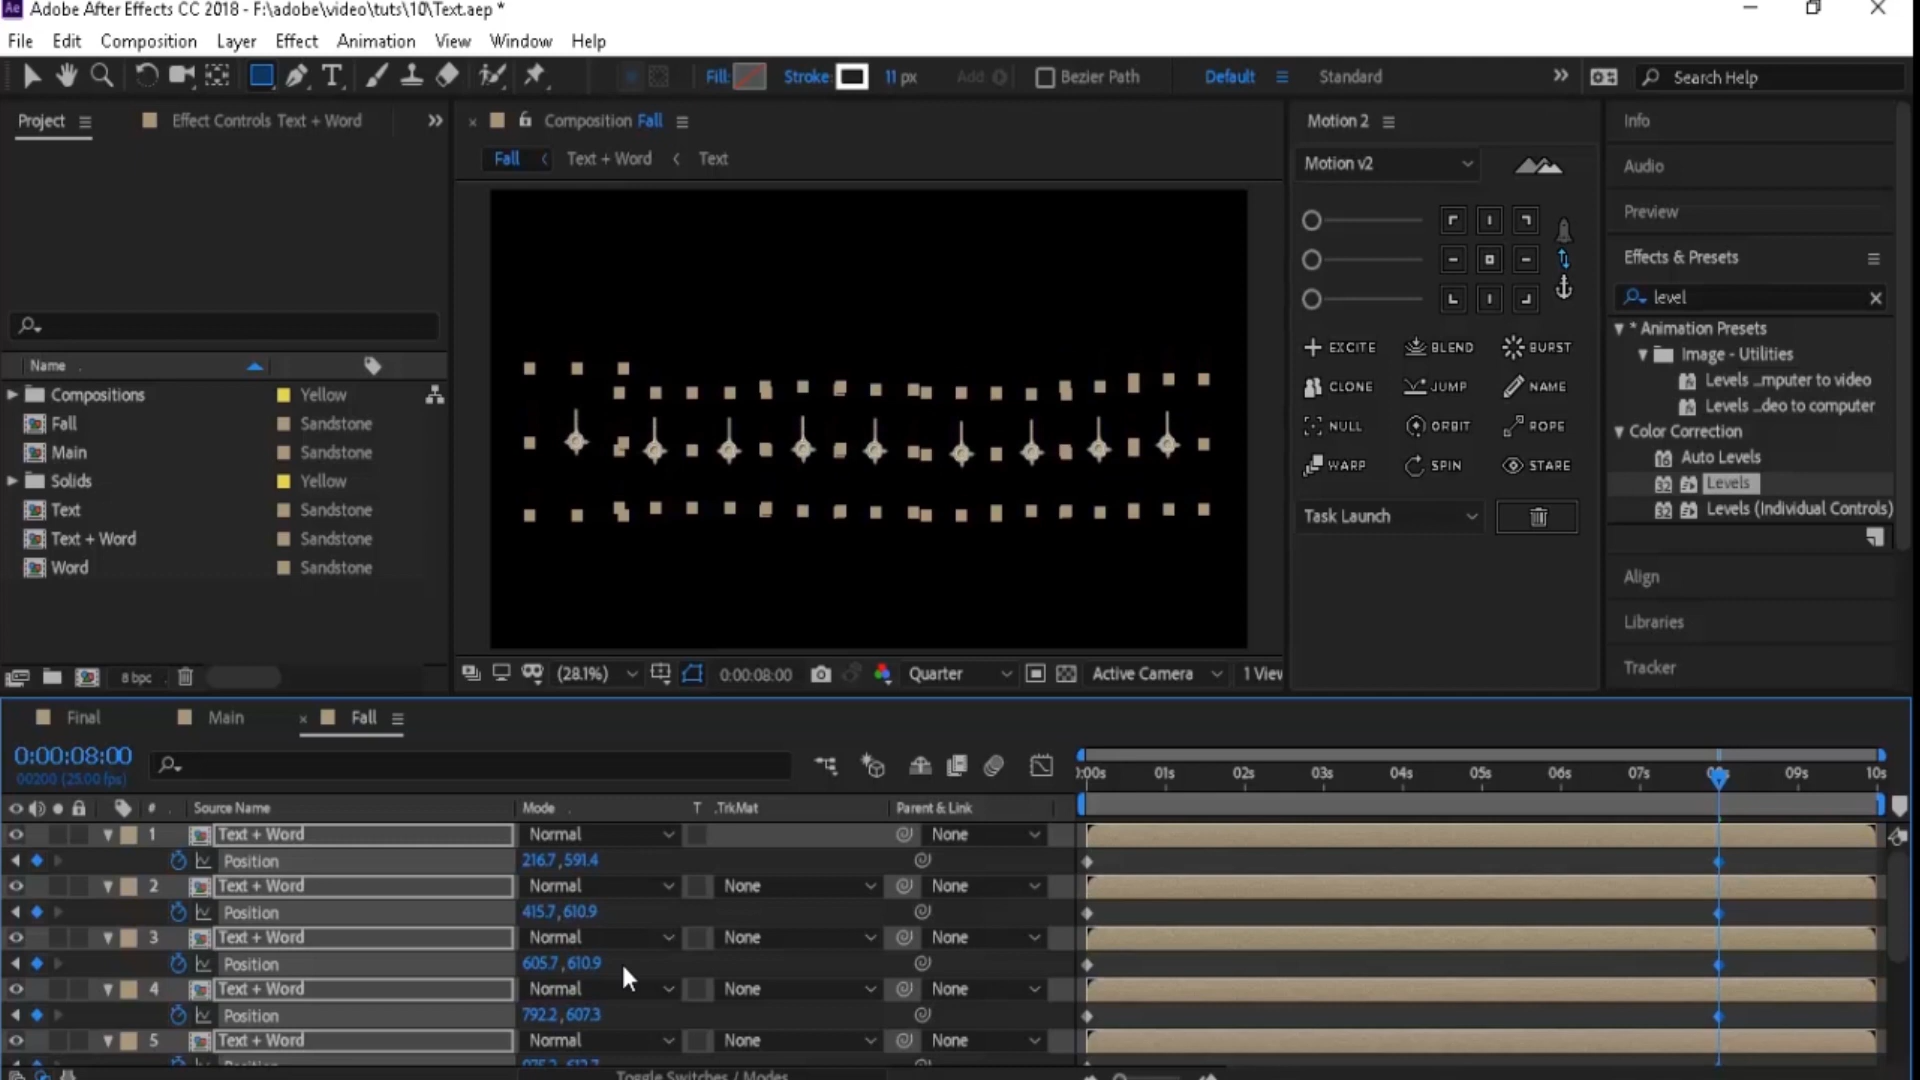 Ae Adobe After Effects CC 2018 - F:\adobe\video\tuts\10\Text.aep *
File Edit Composition Layer Effect Animation View Window Help
Fill: Stroke: 11 px Add Bezier Path Default Standard Search Help
Project Effect Controls Text + Word
Composition Fall
Motion 2
Info
Fall Text + Word Text
Motion v2
Audio
Preview
Effects & Presets
level
* Animation Presets
Image - Utilities
Levels ...mputer to video
Levels ...deo to computer
Color Correction
Auto Levels
Levels
Levels (Individual Controls)
EXCITE BLEND BURST
CLONE JUMP NAME
NULL ORBIT ROPE
WARP SPIN STARE
Task Launch
Align
Libraries
Tracker
Name
Compositions Yellow
Fall Sandstone
Main Sandstone
Solids Yellow
Text Sandstone
Text + Word Sandstone
Word Sandstone
8 bpc
(28.1%) 0:00:08:00 Quarter Active Camera 1 View
Final Main Fall
0:00:08:00
00200 (25.00 fps)
):00s 01s 02s 03s 04s 05s 06s 07s 09s 10s
# Source Name Mode T .TrkMat Parent & Link
1 Text + Word Normal None
Position 216.7, 591.4
2 Text + Word Normal None None
Position 415.7, 610.9
3 Text + Word Normal None None
Position 605.7, 610.9
4 Text + Word Normal None None
Position 792.2, 607.3
5 Text + Word Normal None None
Toggle Switches / Modes